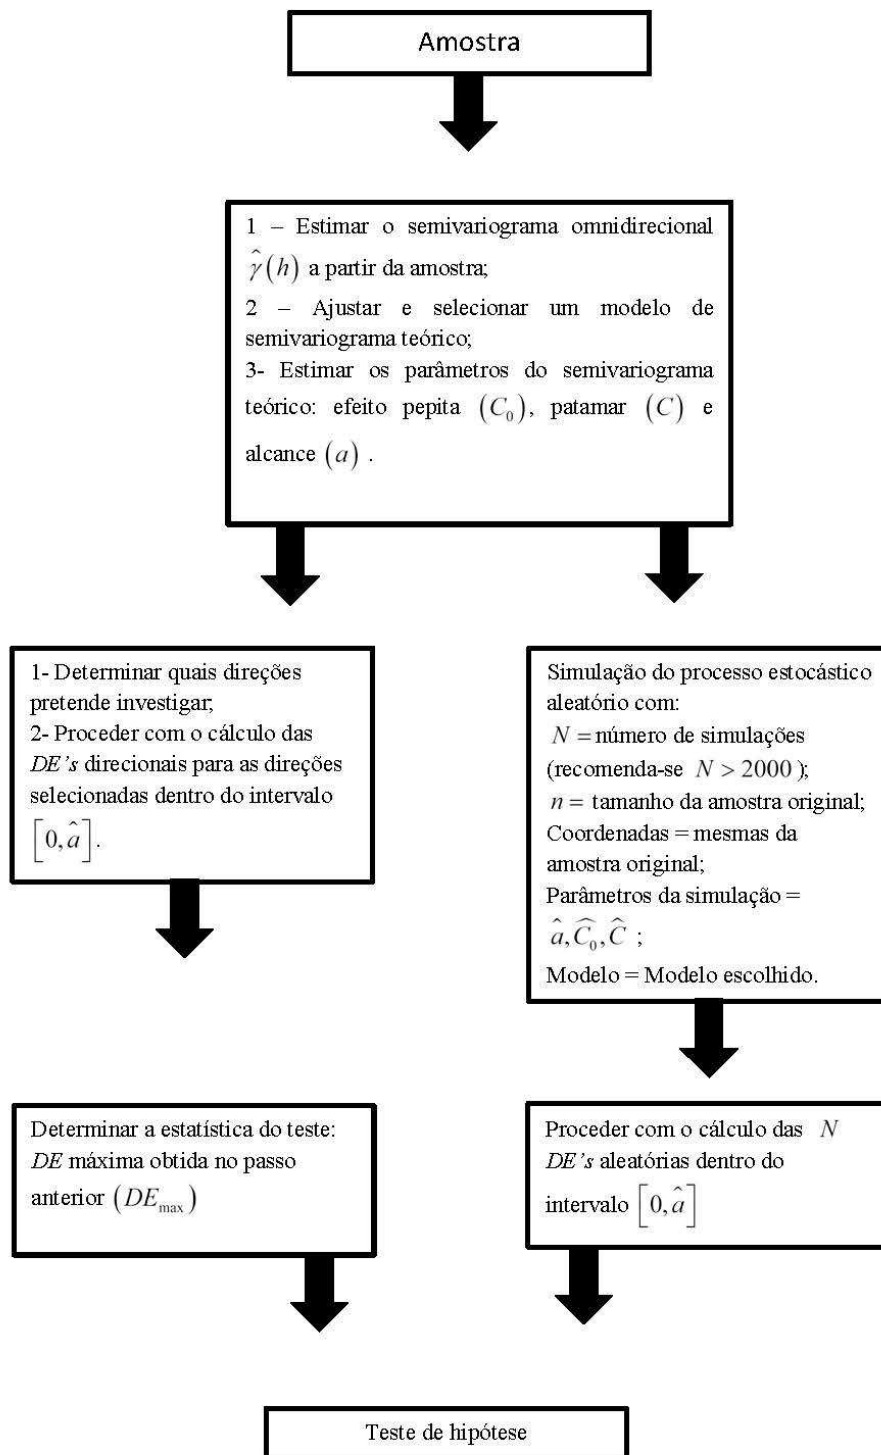 Amostra
1 – Estimar o semivariograma omnidirecional
γ̂(h) a partir da amostra;
2 – Ajustar e selecionar um modelo de
semivariograma teórico;
3- Estimar os parâmetros do semivariograma
teórico: efeito pepita (C₀), patamar (C) e
alcance (a) .
1- Determinar quais direções
pretende investigar;
2- Proceder com o cálculo das
DE's direcionais para as direções
selecionadas dentro do intervalo
[0, â].
Simulação do processo estocástico
aleatório com:
N = número de simulações
(recomenda-se N > 2000 );
n = tamanho da amostra original;
Coordenadas = mesmas da
amostra original;
Parâmetros da simulação =
â, Ĉ₀, Ĉ ;
Modelo = Modelo escolhido.
Determinar a estatística do teste:
DE máxima obtida no passo
anterior (DEmax)
Proceder com o cálculo das N
DE's aleatórias dentro do
intervalo [0, â]
Teste de hipótese